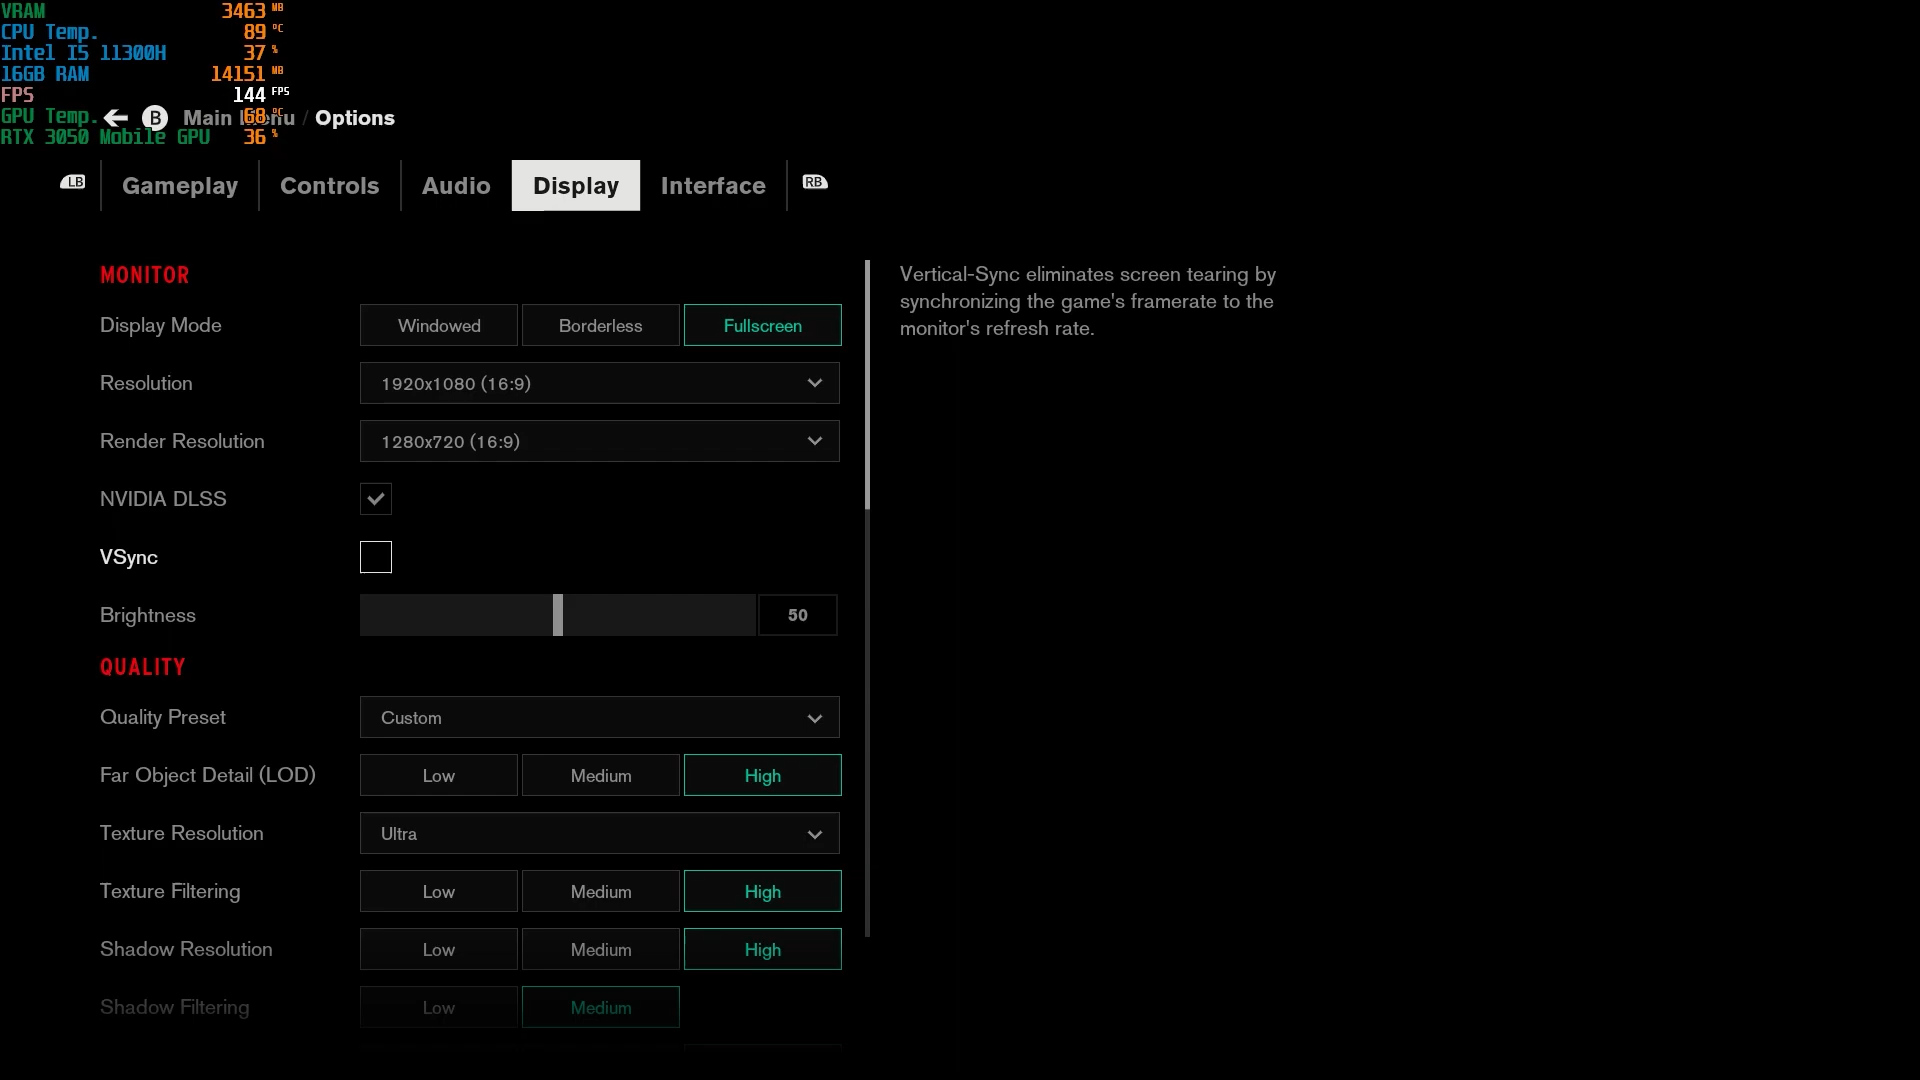 VRAM 3463 MB
CPU Temp. 89 °C
Intel I5 11300H 37 %
16GB RAM 14151 MB
FPS 144 FPS
GPU Temp. 68 °C
B Main Menu / Options
RTX 3050 Mobile GPU 36 %
LB Gameplay Controls Audio Display Interface RB
MONITOR
Display Mode Windowed Borderless Fullscreen
Resolution 1920x1080 (16:9)
Render Resolution 1280x720 (16:9)
NVIDIA DLSS
VSync
Brightness 50
QUALITY
Quality Preset Custom
Far Object Detail (LOD) Low Medium High
Texture Resolution Ultra
Texture Filtering Low Medium High
Shadow Resolution Low Medium High
Shadow Filtering Low Medium
Vertical-Sync eliminates screen tearing by
synchronizing the game's framerate to the
monitor's refresh rate.